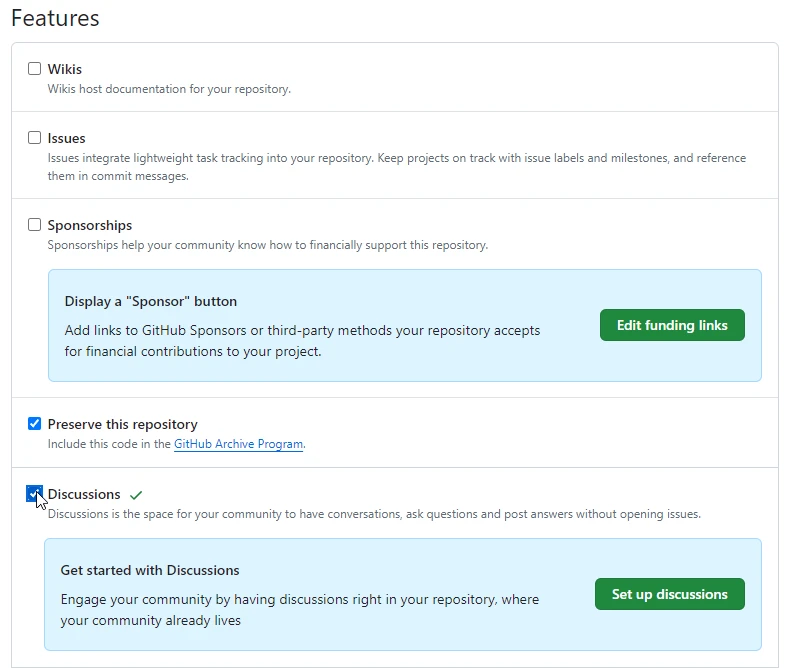 Features
Wikis
Wikis host documentation for your repository.
Issues
Issues integrate lightweight task tracking into your repository. Keep projects on track with issue labels and milestones, and reference
them in commit messages.
Sponsorships
Sponsorships help your community know how to financially support this repository.
Display a "Sponsor" button
Add links to GitHub Sponsors or third-party methods your repository accepts
for financial contributions to your project.
Edit funding links
Preserve this repository
Include this code in the GitHub Archive Program.
Discussions
Discussions is the space for your community to have conversations, ask questions and post answers without opening issues.
Get started with Discussions
Engage your community by having discussions right in your repository, where
your community already lives
Set up discussions